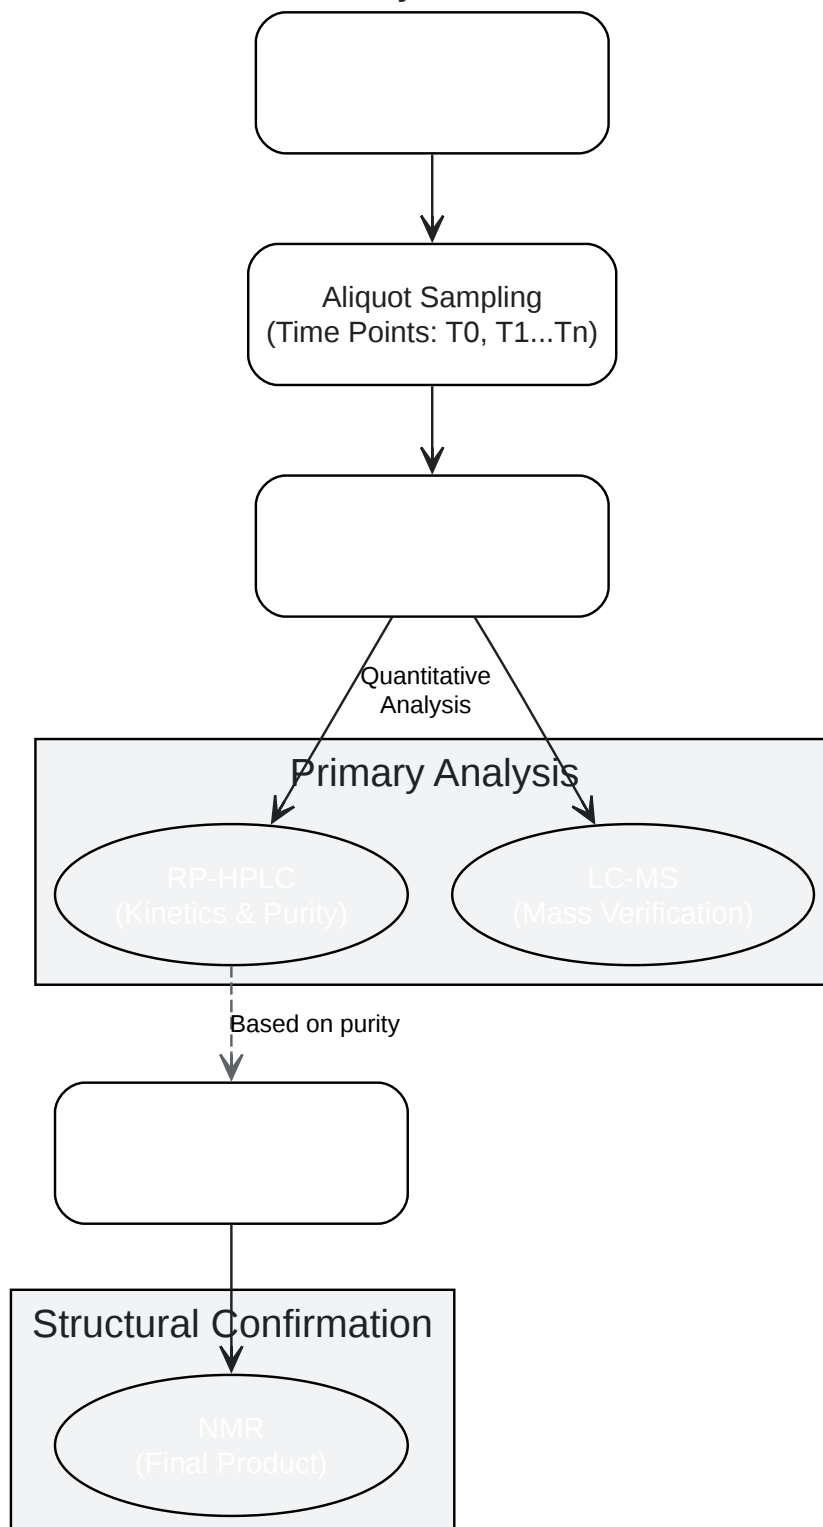 Aliquot Sampling
(Time Points: T0, T1...Tn)
Quantitative
Analysis
Primary Analysis
RP-HPLC
(Kinetics & Purity)
LC-MS
(Mass Verification)
Based on purity
Structural Confirmation
NMR
(Final Product)